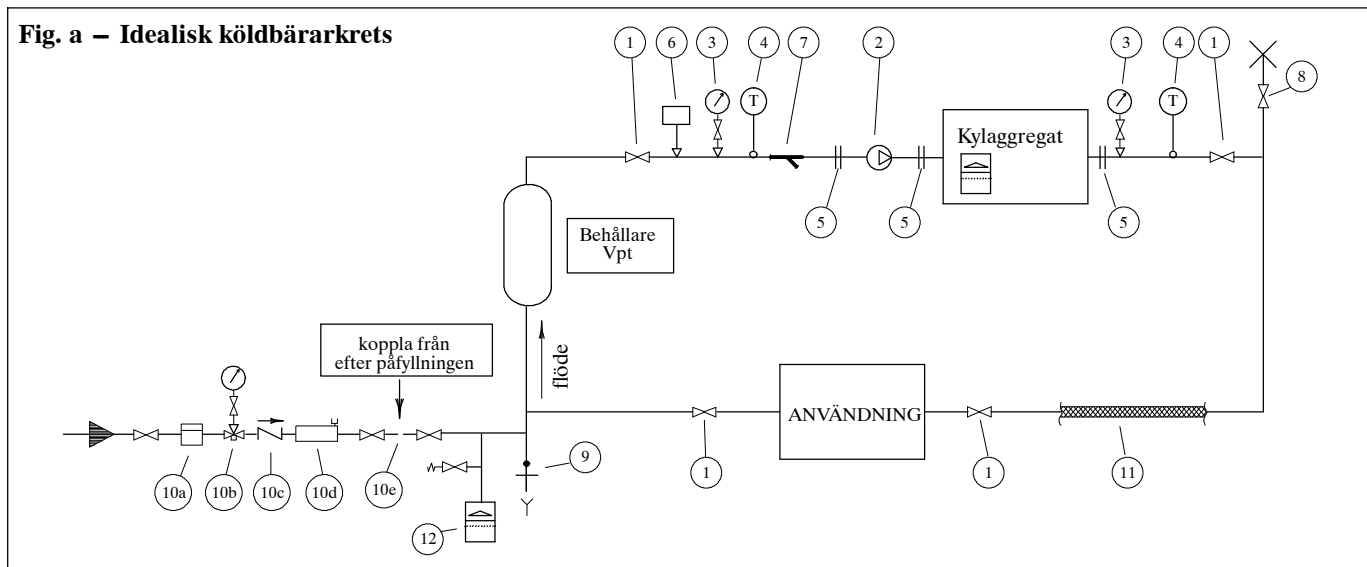 Fig. a – Idealisk köldbärarkrets
1
6
3
4
7
2
3
4
1
8
T
T
Kylaggregat
5
5
5
Behållare
Vpt
koppla från
efter påfyllningen
flöde
ANVÄNDNING
9
1
1
11
10a
10b
10c
10d
10e
12